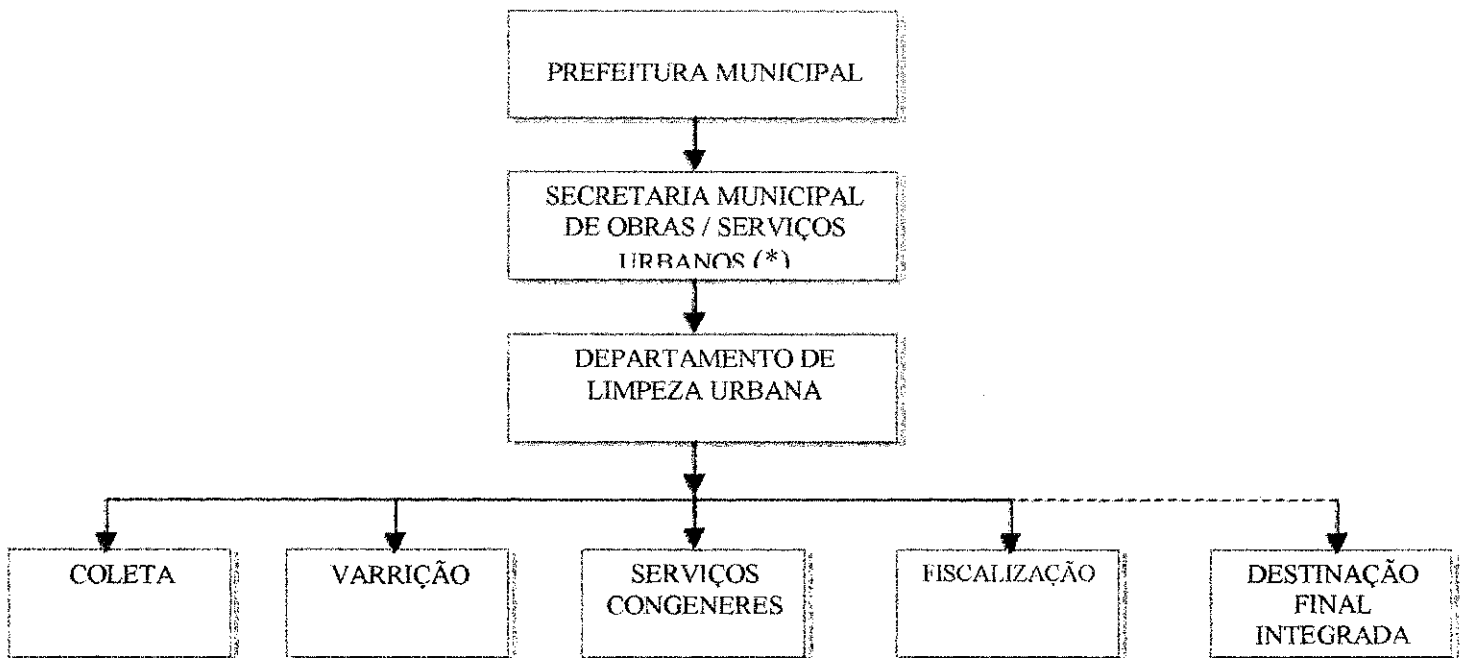 PREFEITURA MUNICIPAL
SECRETARIA MUNICIPAL
DE OBRAS / SERVIÇOS
URBANOS (*)
DEPARTAMENTO DE
LIMPEZA URBANA
COLETA
VARRIÇÃO
SERVIÇOS
CONGENERES
FISCALIZAÇÃO
DESTINAÇÃO
FINAL
INTEGRADA